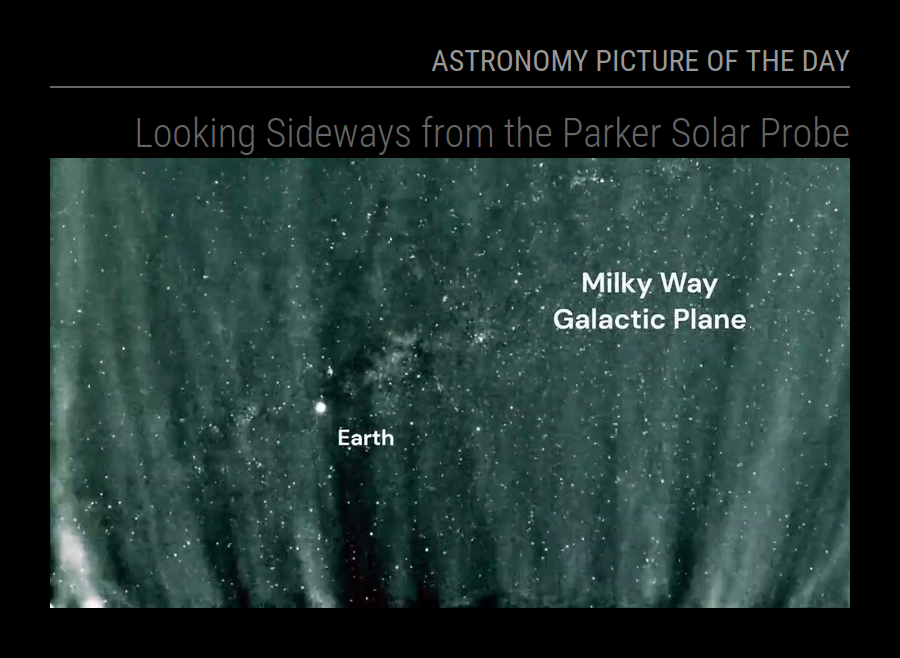 ASTRONOMY PICTURE OF THE DAY
Looking Sideways from the Parker Solar Probe
Milky Way
Galactic Plane
Earth